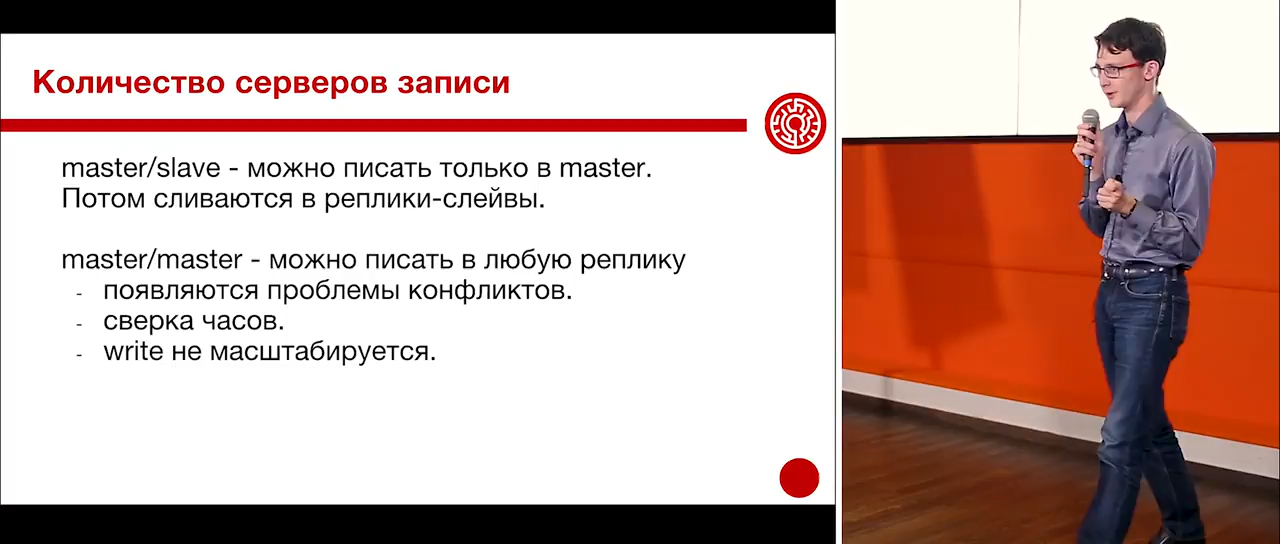 Количество серверов записи
master/slave - можно писать только в master.
Потом сливаются в реплики-слейвы.
master/master - можно писать в любую реплику
- появляются проблемы конфликтов.
- сверка часов.
- write не масштабируется.